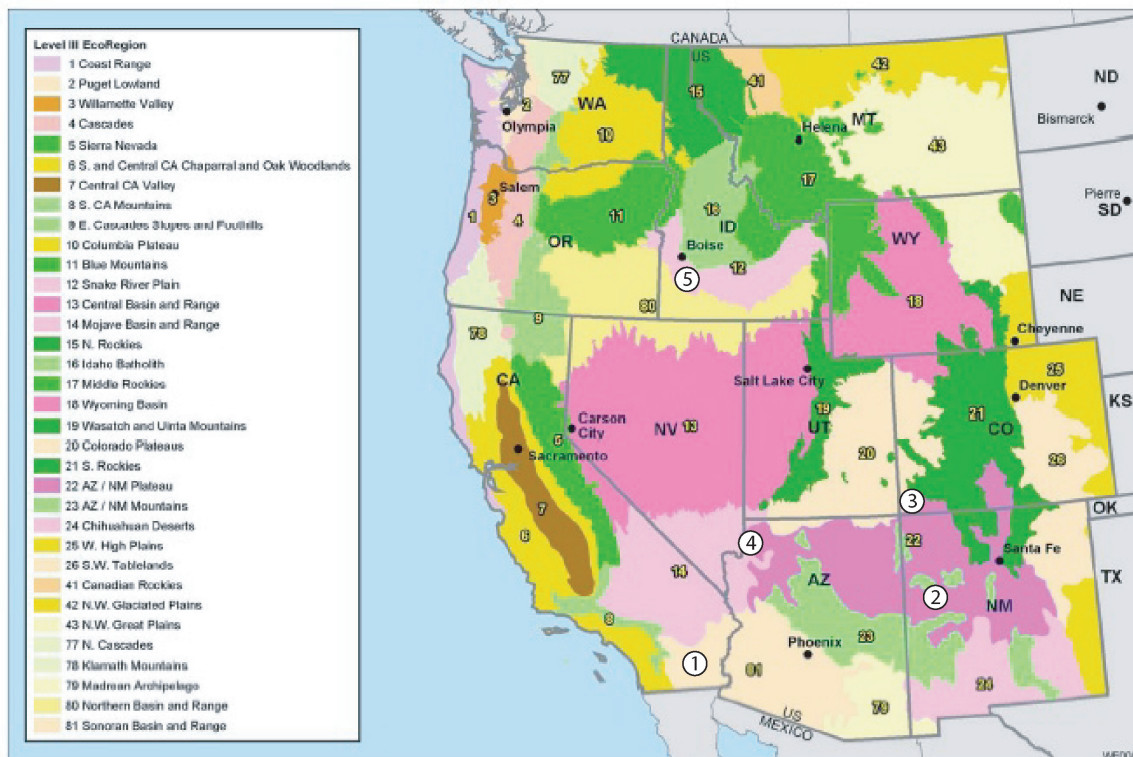 Level III EcoRegion
1 Coast Range
2 Puget Lowland
3 Willamette Valley
4 Cascades
5 Sierra Nevada
6 S. and Central CA Chaparral and Oak Woodlands
7 Central CA Valley
8 S. CA Mountains
9 E. Cascades Slopes and Foothills
10 Columbia Plateau
11 Blue Mountains
12 Snake River Plain
13 Central Basin and Range
14 Mojave Basin and Range
15 N. Rockies
16 Idaho Batholith
17 Middle Rockies
18 Wyoming Basin
19 Wasatch and Uinta Mountains
20 Colorado Plateaus
21 S. Rockies
22 AZ / NM Plateau
23 AZ / NM Mountains
24 Chihuahuan Deserts
25 W. High Plains
26 S.W. Tablelands
41 Canadian Rockies
42 N.W. Glaciated Plains
43 N.W. Great Plains
77 N. Cascades
78 Klamath Mountains
79 Madrean Archipelago
80 Northern Basin and Range
81 Sonoran Basin and Range
CANADA
US
77
41
42
ND
15
2
WA
Bismarck
Olympia
10
Helena
MT
43
17
Salem
3
Pierre
SD
1
4
11
16
ID
WY
OR
Boise
5
12
18
NE
80
9
78
Cheyenne
25
Salt Lake City
Denver
CA
KS
Carson City
NV
13
19
UT
21
CO
5
Sacramento
20
26
7
3
OK
6
4
22
Santa Fe
14
AZ
TX
2
NM
8
23
Phoenix
1
81
24
79
US
MEXICO